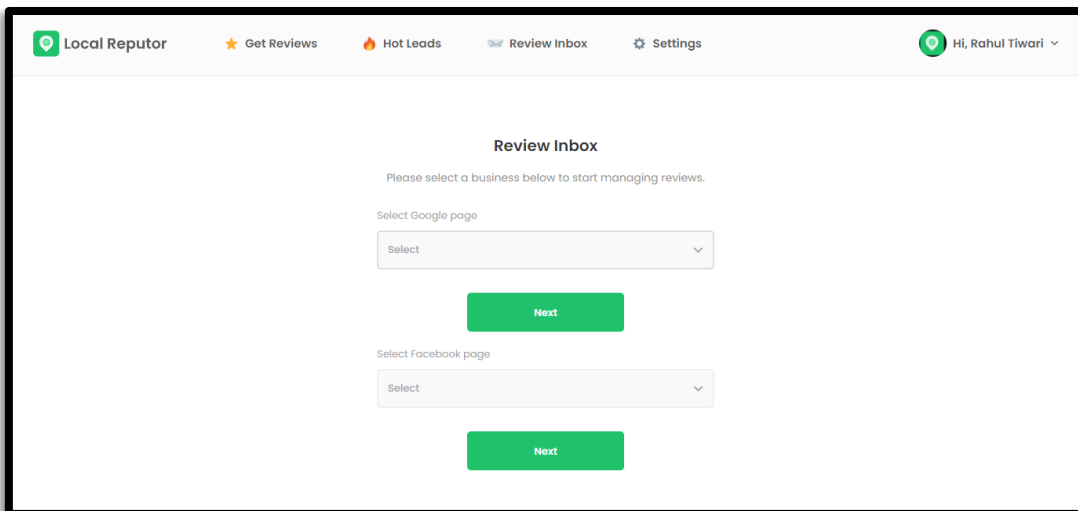 Local Reputor Get Reviews Hot Leads Review Inbox Settings Hi, Rahul Tiwari
Review Inbox
Please select a business below to start managing reviews.
Select Google page
Select
Next
Select Facebook page
Select
Next